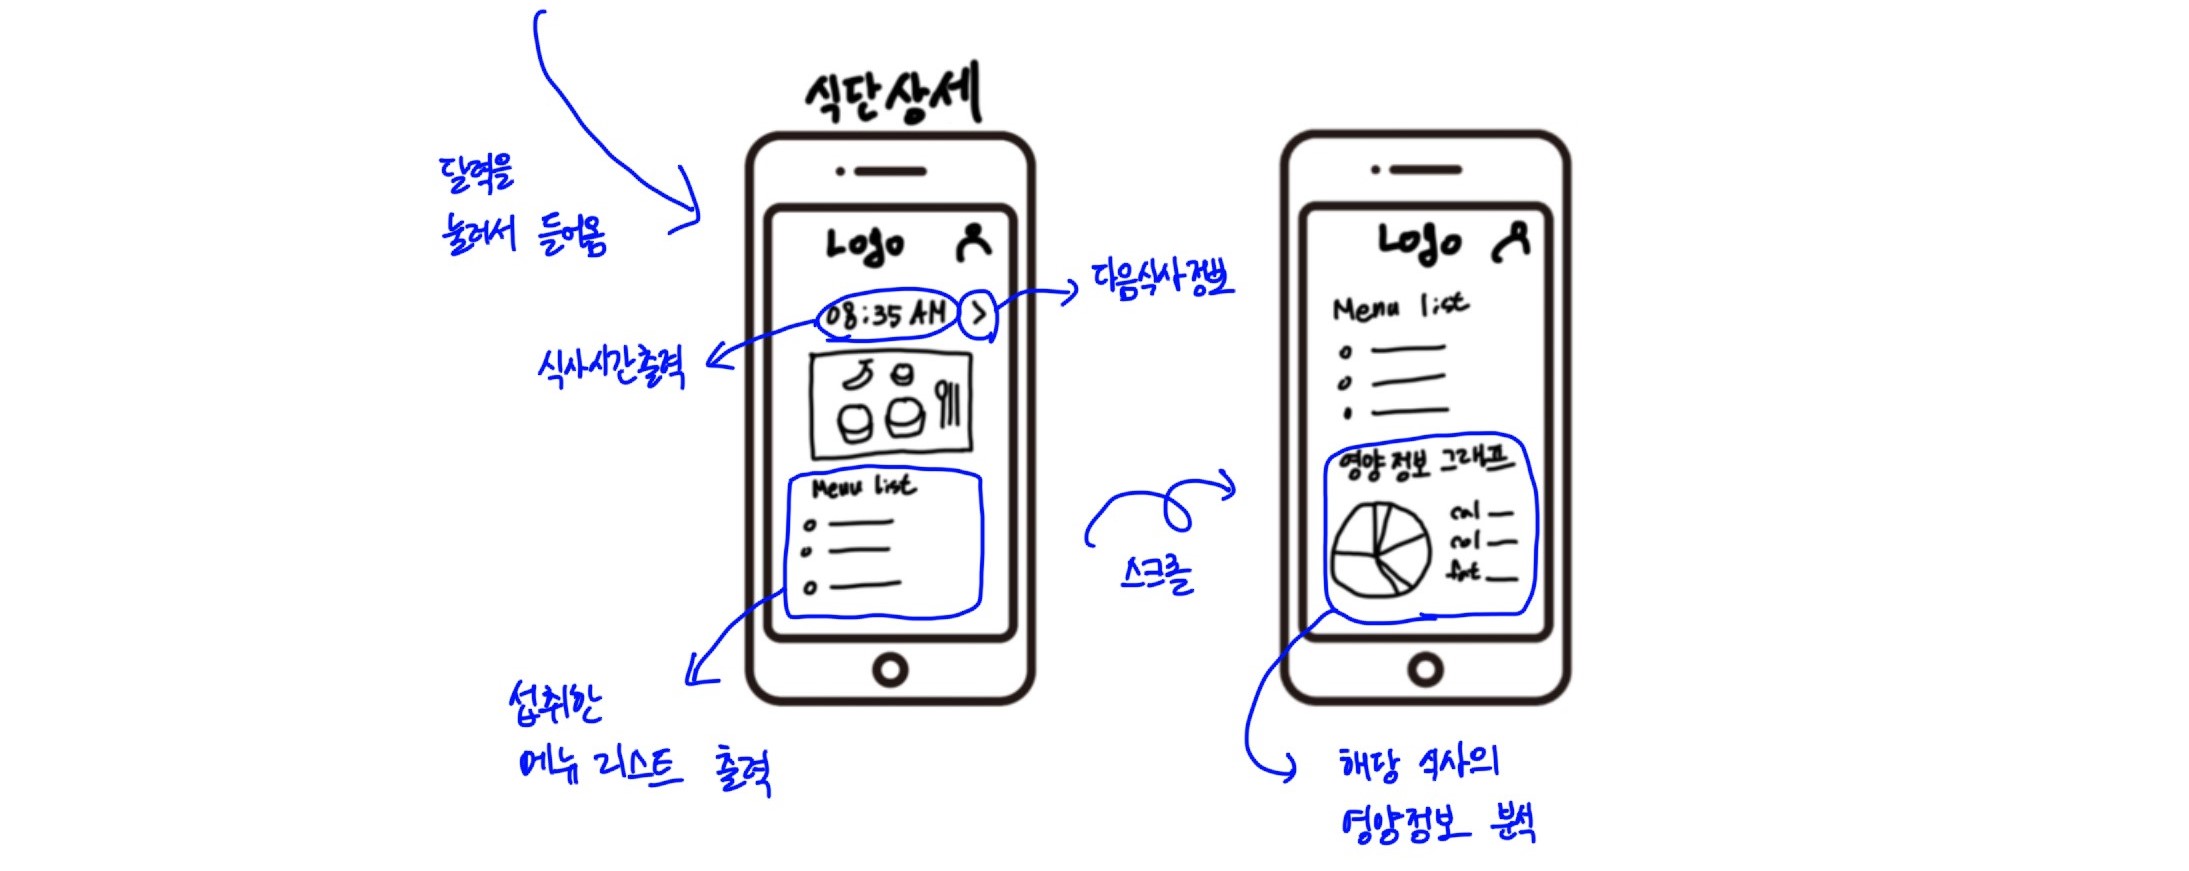 식단상세
달력을
눌러서 들어옴
Logo
08:35 AM >
다음식사정보
식사시간출력
Menu list
섭취한
메뉴 리스트 출력
스크롤
Logo
Menu list
영양 정보 그래프
cal
cal
fat
해당 식사의
영양정보 분석